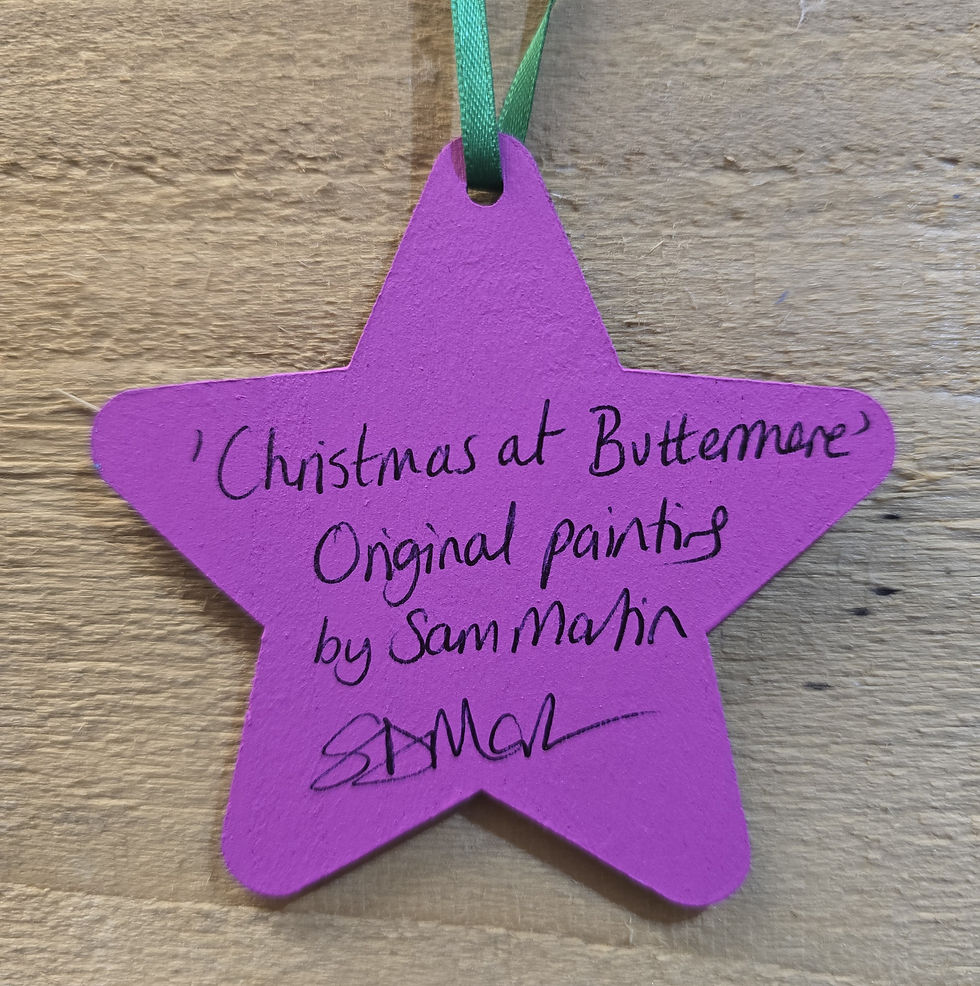 'Christmas at Buttermere'
Original painting
by Sam Martin